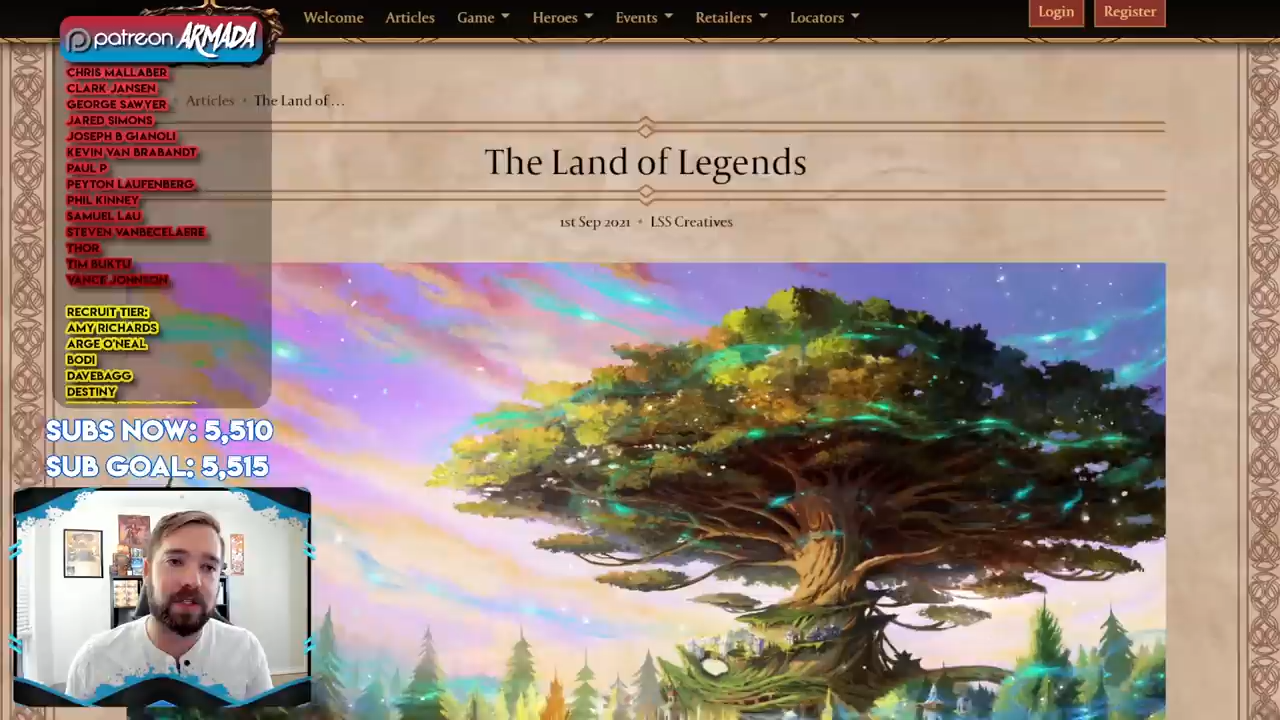 Welcome
Articles
Game
Heroes
Events
Retailers
Locators
Login
Register
patreon ARMADA
CHRIS MALLABER
CLARK JANSEN
GEORGE SAWYER
JARED SIMONS
JOSEPH B GIANOLI
KEVIN VAN BRABANDT
PAUL P
PEYTON LAUFENBERG
PHIL KINNEY
SAMUEL LAU
STEVEN VANBECELAERE
THOR
TIM BUKTU
VANCE JOHNSON
RECRUIT TIER:
AMY RICHARDS
ARGE O'NEAL
BODI
DAVEBAGG
DESTINY
SUBS NOW: 5,510
SUB GOAL: 5,515
Articles • The Land of…
The Land of Legends
1st Sep 2021 • LSS Creatives